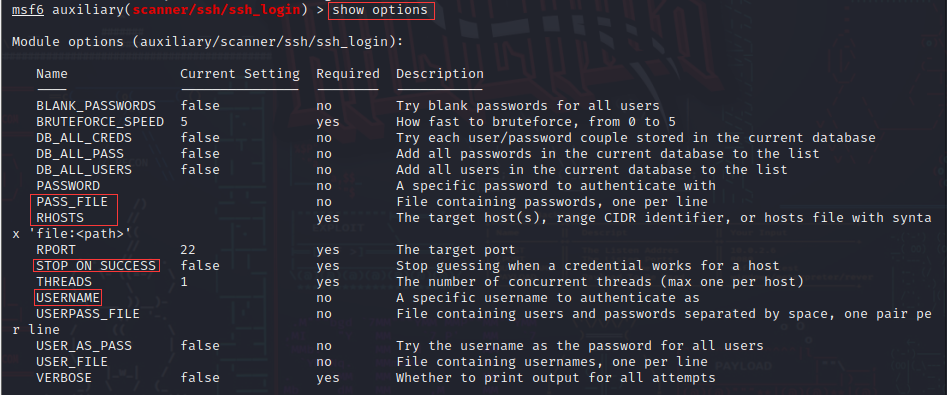 msf6 auxiliary(scanner/ssh/ssh_login) > show options
Module options (auxiliary/scanner/ssh/ssh_login):
Name Current Setting Required Description
BLANK_PASSWORDS false no Try blank passwords for all users
BRUTEFORCE_SPEED 5 yes How fast to bruteforce, from 0 to 5
DB_ALL_CREDS false no Try each user/password couple stored in the current database
DB_ALL_PASS false no Add all passwords in the current database to the list
DB_ALL_USERS false no Add all users in the current database to the list
PASSWORD no A specific password to authenticate with
PASS_FILE no File containing passwords, one per line
RHOSTS yes The target host(s), range CIDR identifier, or hosts file with synta
x 'file:<path>'
RPORT 22 yes The target port
STOP_ON_SUCCESS false yes Stop guessing when a credential works for a host
THREADS 1 yes The number of concurrent threads (max one per host)
USERNAME no A specific username to authenticate as
USERPASS_FILE no File containing users and passwords separated by space, one pair pe
r line
USER_AS_PASS false no Try the username as the password for all users
USER_FILE no File containing usernames, one per line
VERBOSE false yes Whether to print output for all attempts